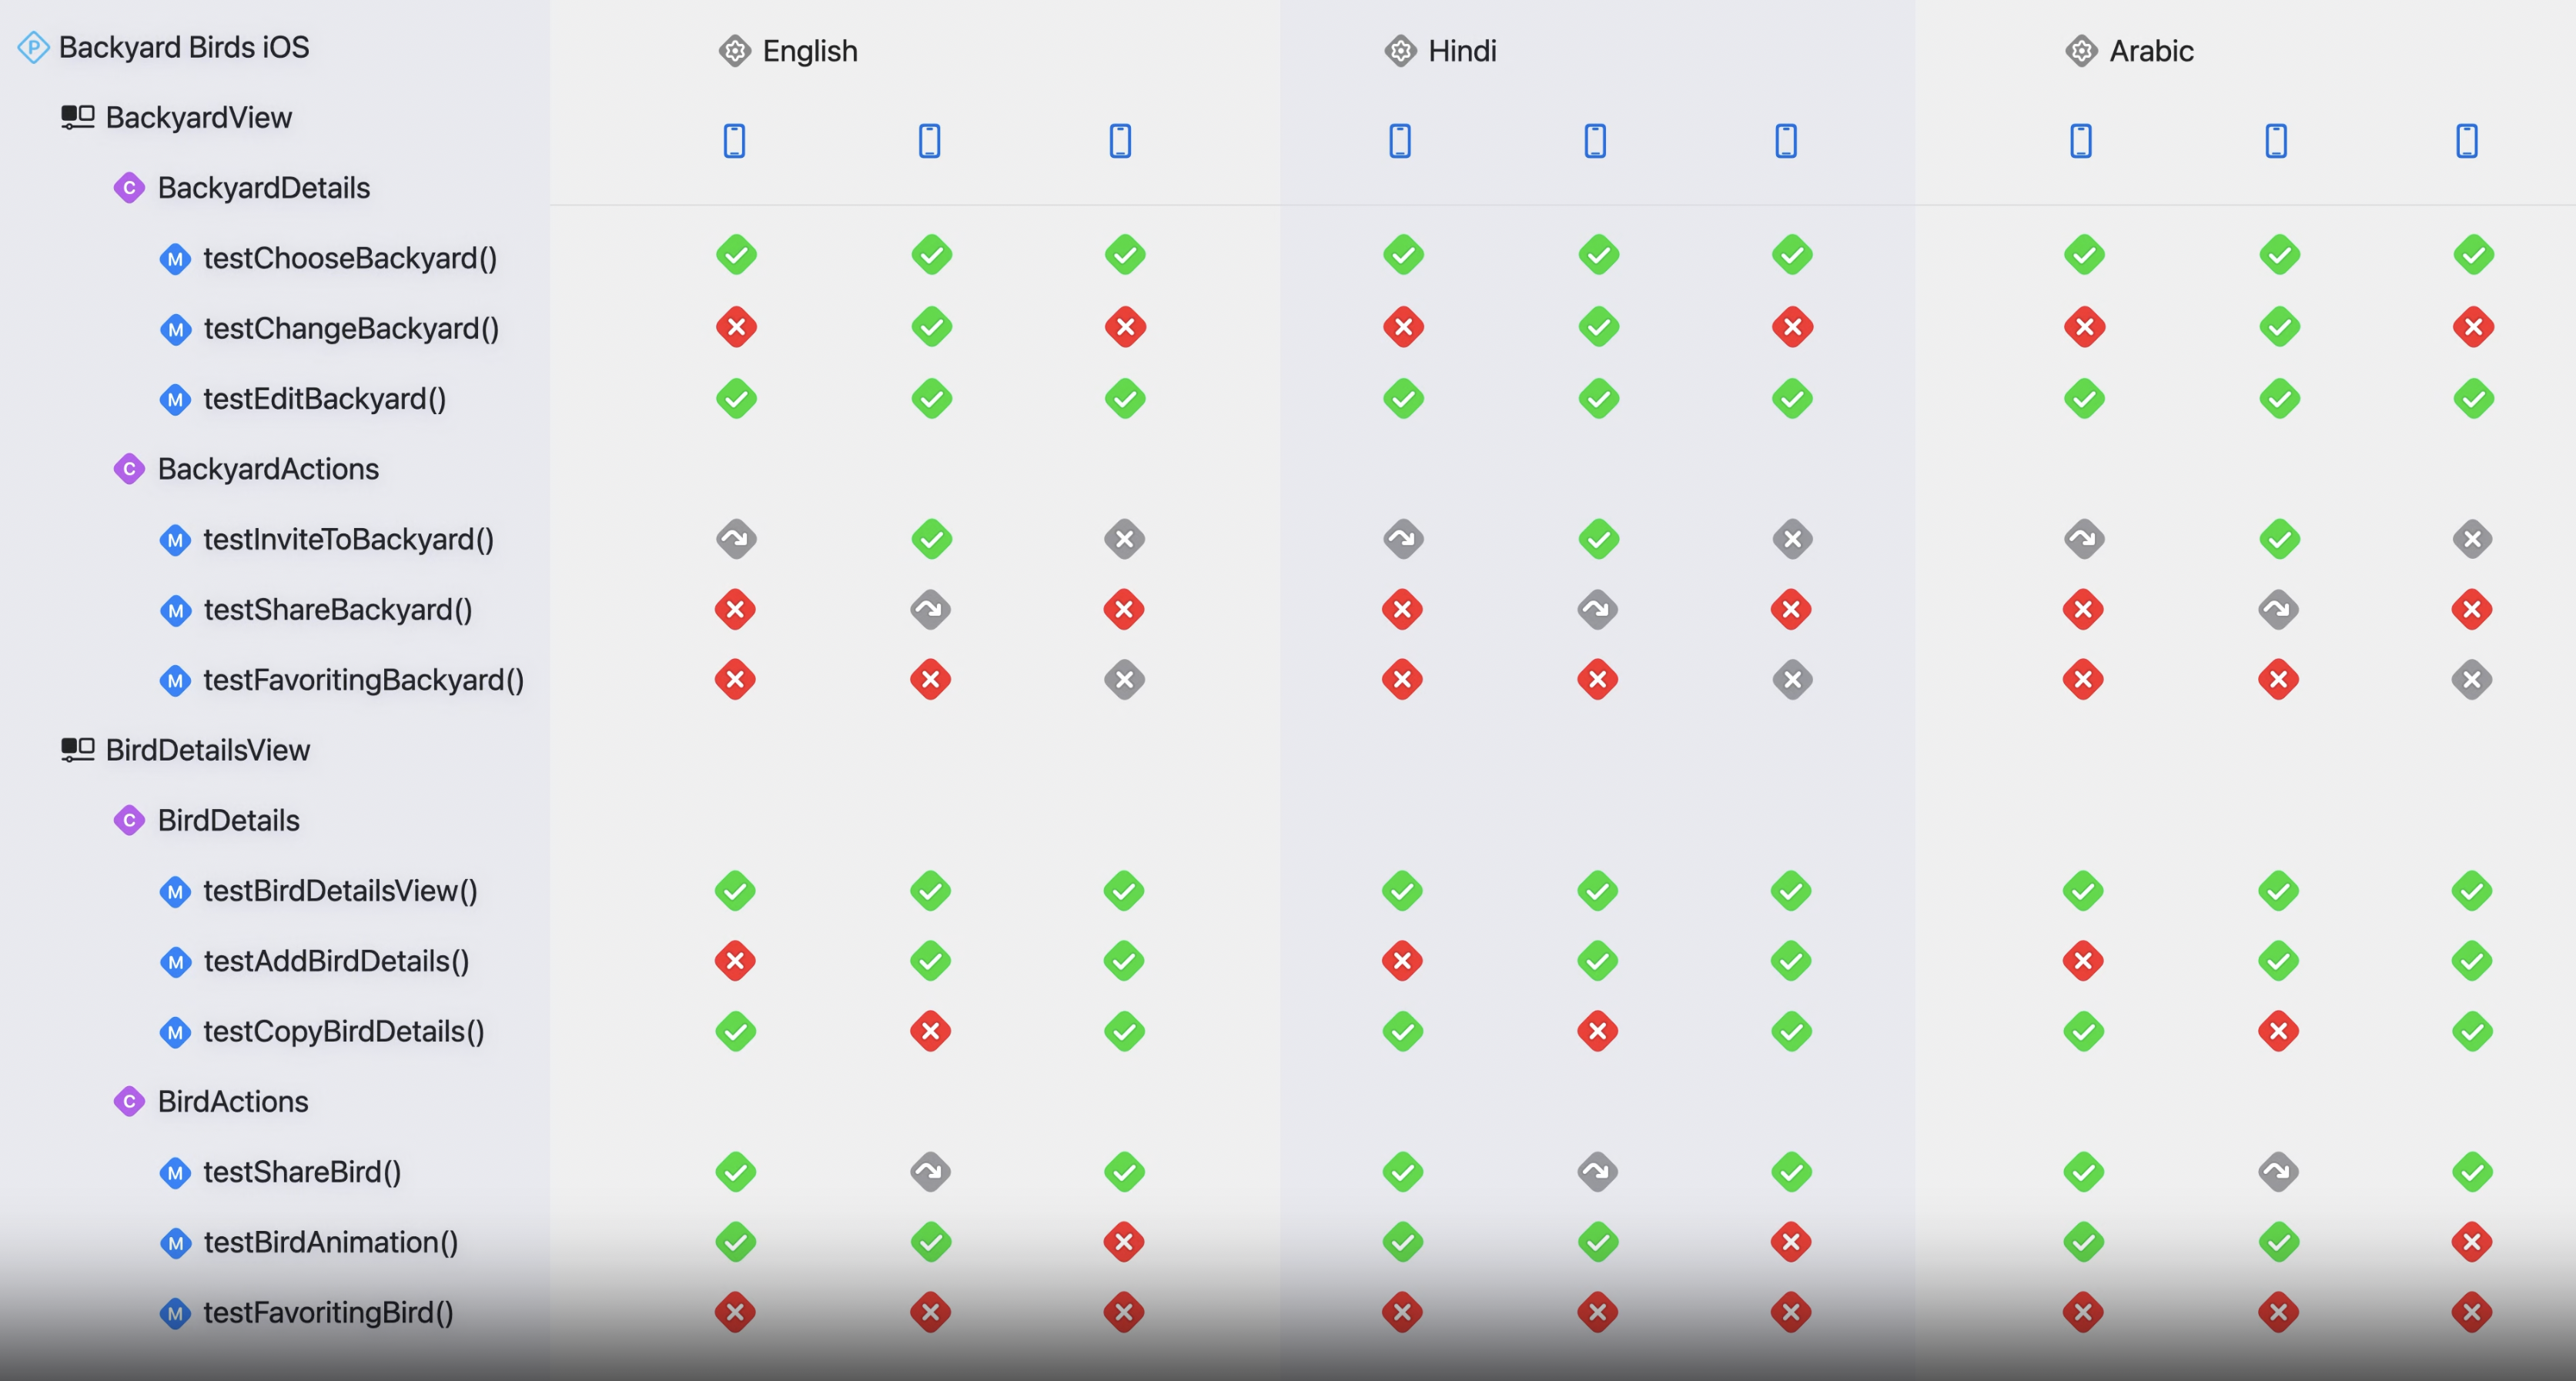 Backyard Birds iOS
English
Hindi
Arabic
BackyardView
BackyardDetails
testChooseBackyard()
testChangeBackyard()
testEditBackyard()
BackyardActions
testInviteToBackyard()
testShareBackyard()
testFavoritingBackyard()
BirdDetailsView
BirdDetails
testBirdDetailsView()
testAddBirdDetails()
testCopyBirdDetails()
BirdActions
testShareBird()
testBirdAnimation()
testFavoritingBird()